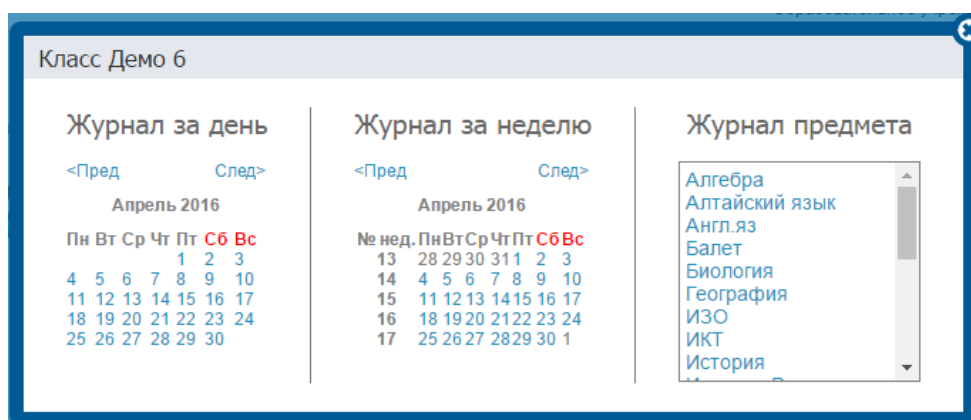 Класс Демо 6
Журнал за день
<Пред След>
Апрель 2016
Пн Вт Ср Чт Пт Сб Вс
1 2 3
4 5 6 7 8 9 10
11 12 13 14 15 16 17
18 19 20 21 22 23 24
25 26 27 28 29 30
Журнал за неделю
<Пред След>
Апрель 2016
№ нед. Пн Вт Ср Чт Пт Сб Вс
13 28 29 30 31 1 2 3
14 4 5 6 7 8 9 10
15 11 12 13 14 15 16 17
16 18 19 20 21 22 23 24
17 25 26 27 28 29 30 1
Журнал предмета
Алгебра
Алтайский язык
Англ.яз
Балет
Биология
География
ИЗО
ИКТ
История